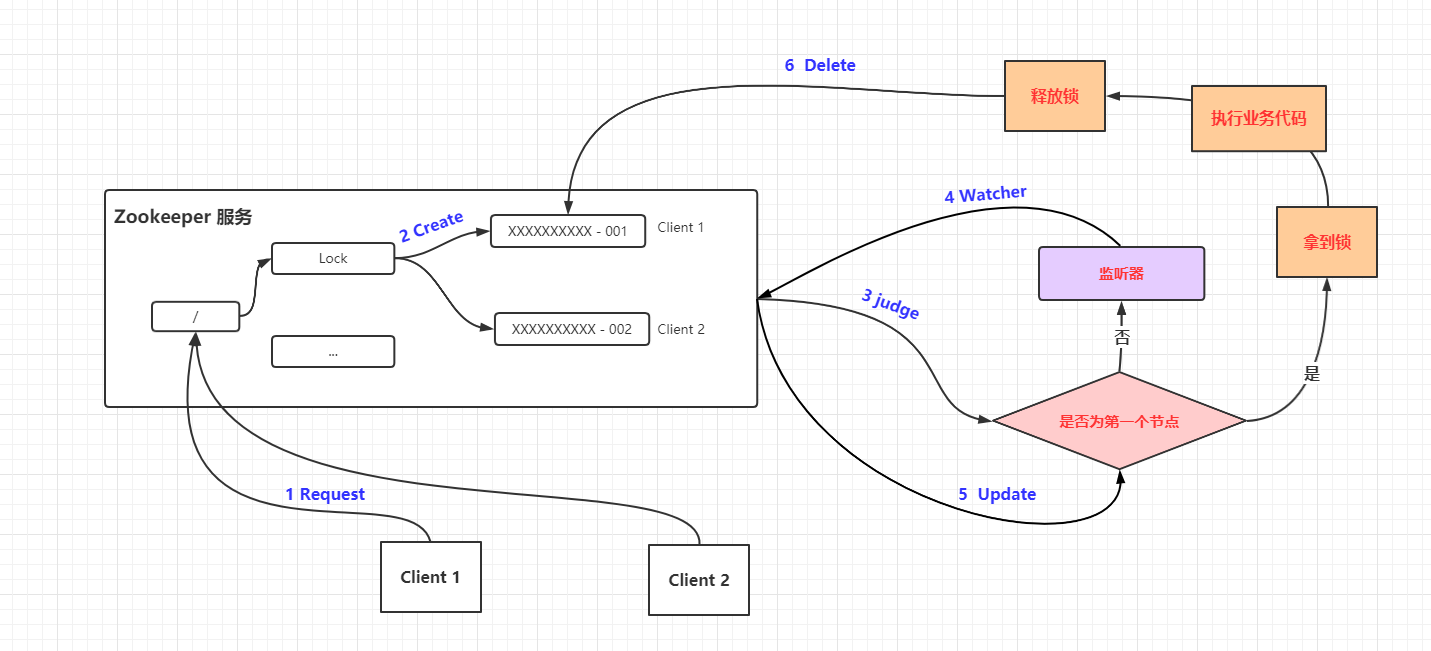 6  Delete
释放锁
执行业务代码
Zookeeper 服务
2 Create
XXXXXXXXXX - 001
Client 1
4 Watcher
拿到锁
Lock
监听器
/
3 judge
XXXXXXXXXX - 002
Client 2
否
...
是
是否为第一个节点
1 Request
5  Update
Client 1
Client 2